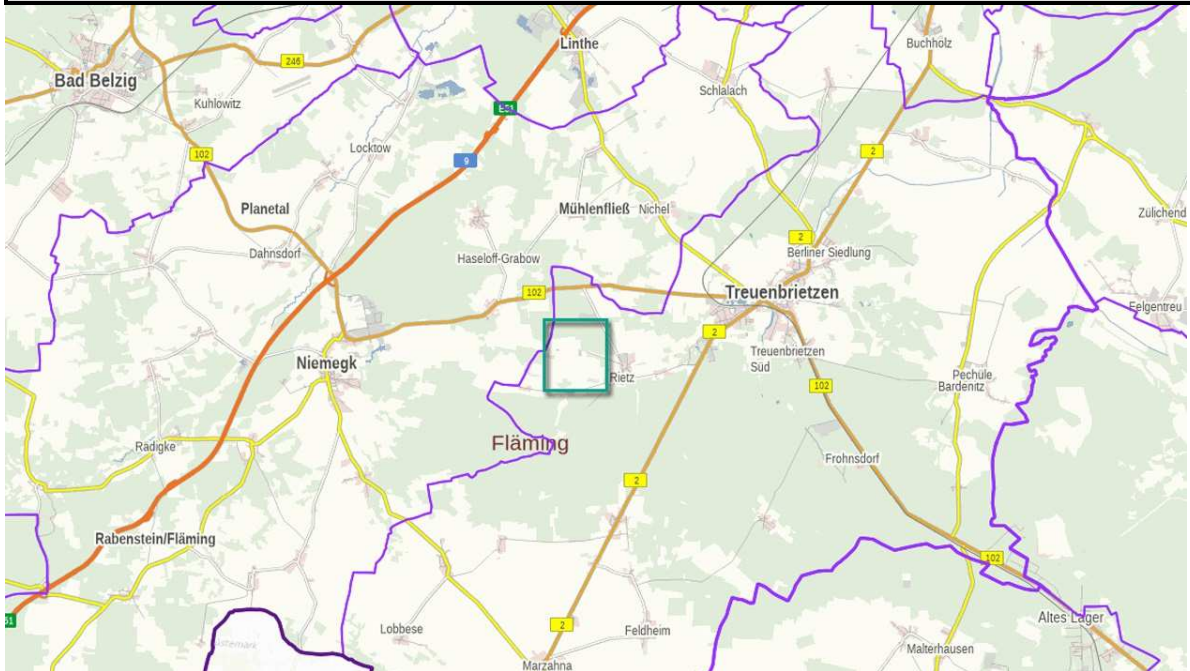 Linthe
Buchholz
246
Bad Belzig
Schlalach
Kuhlowitz
E51
Locktow
102
2
9
Planetal
Mühlenfließ
Nichel
Zülichend
2
Dahnsdorf
Haseloff-Grabow
Berliner Siedlung
102
Treuenbrietzen
Felgentreu
2
Niemegk
Treuenbrietzen
Süd
Rietz
102
Pechüle
Bardenitz
Fläming
Rädigke
Frohnsdorf
2
Rabenstein/Fläming
102
51
Altes Lager
Lobbese
2
Feldheim
Malterhausen
Marzahna